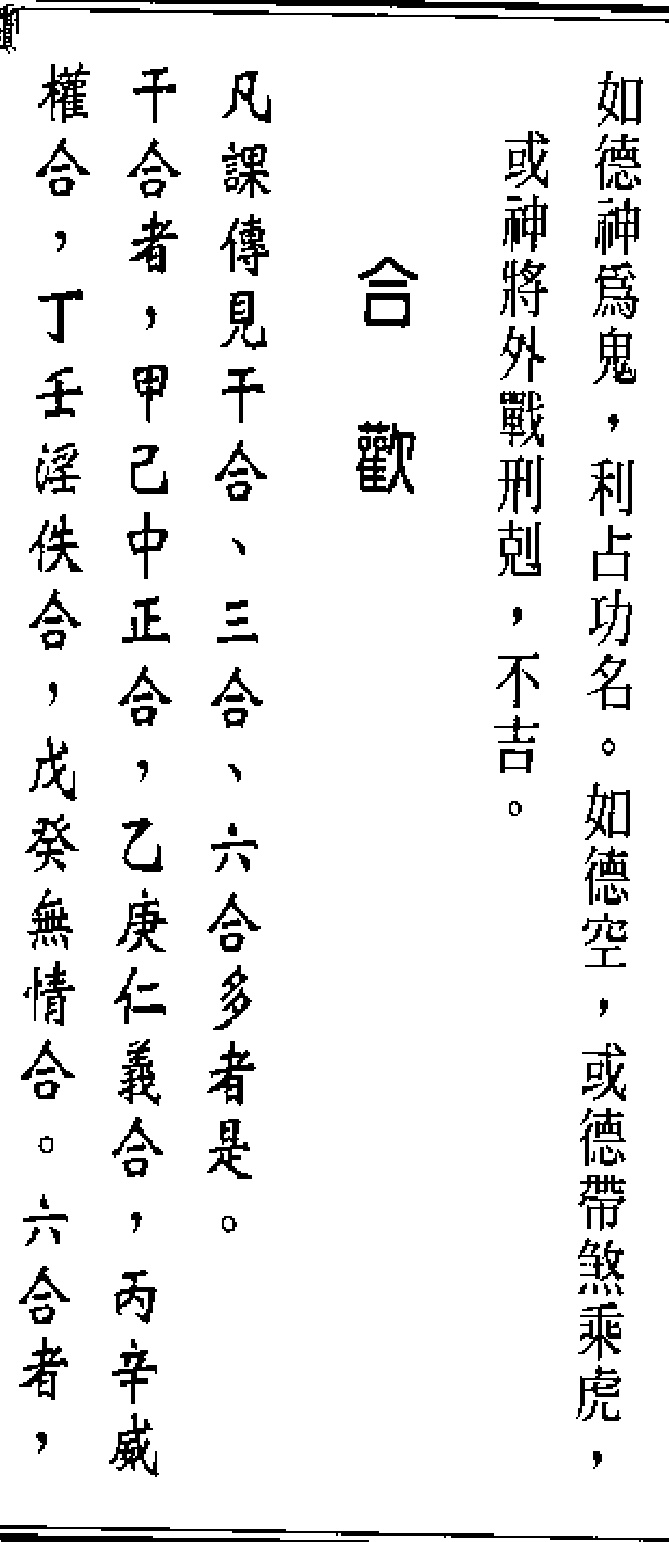 如德神爲鬼，利占功名。如德空，或德帶煞乘虎，
或神將外戰刑剋，不吉。
合歡
凡課傳見干合、三合、六合多者是。
干合者，甲己中正合，乙庚仁義合，丙辛威
權合，丁壬淫佚合，戊癸無情合。六合者，